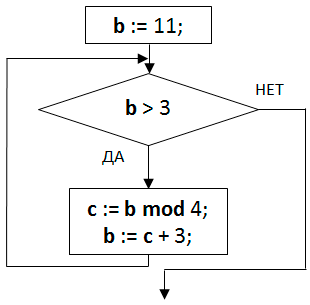 b := 11;
b > 3
НЕТ
ДА
c := b mod 4;
b := c + 3;